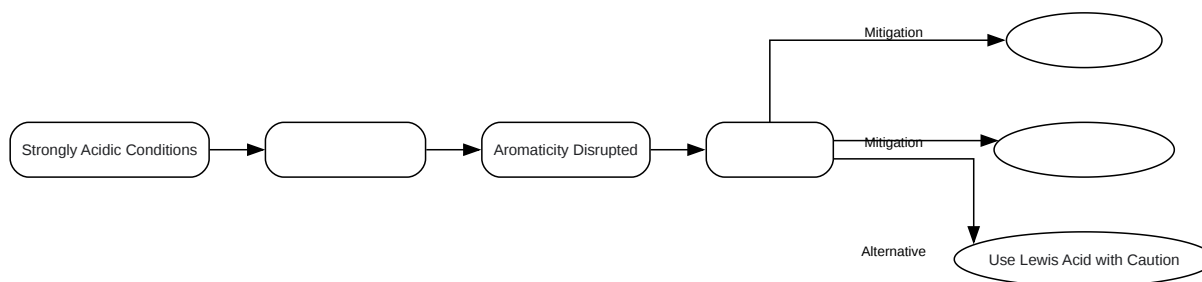 Mitigation
Strongly Acidic Conditions
Aromaticity Disrupted
Mitigation
Alternative
Use Lewis Acid with Caution